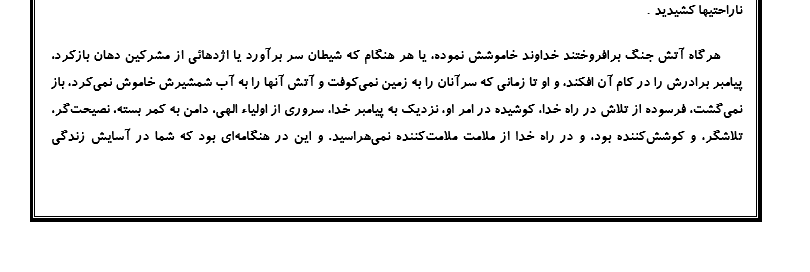 ناراحتیها کشیدید .
هرگاه آتش جنگ برافروختند خداوند خاموشش نموده، یا هر هنگام که شیطان سر برآورد یا اژدهائی از مشرکین دهان بازکرد،
پیامبر برادرش را در کام آن افکند، و او تا زمانی که سرآنان را به زمین نمی‌کوفت و آتش آنها را به آب شمشیرش خاموش نمی‌کرد، باز
نمی‌گشت، فرسوده از تلاش در راه خدا، کوشیده در امر او، نزدیک به پیامبر خدا، سروری از اولیاء الهی، دامن به کمر بسته، نصیحت‌گر،
تلاشگر، و کوشش‌کننده بود، و در راه خدا از ملامت ملامت‌کننده نمی‌هراسید. و این در هنگامه‌ای بود که شما در آسایش زندگی